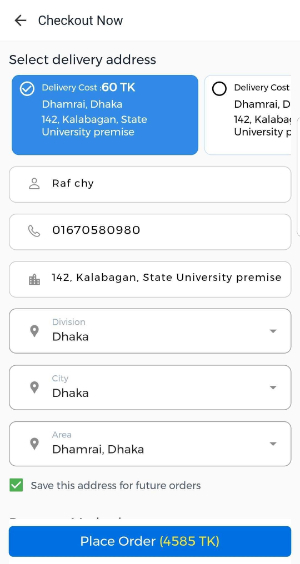 Checkout Now
Select delivery address
Delivery Cost :60 TK
Dhamrai, Dhaka
142, Kalabagan, State
University premise
Delivery Cost
Dhamrai, D
142, Kalabag
University p
Raf chy
01670580980
142, Kalabagan, State University premise
Division
Dhaka
City
Dhaka
Area
Dhamrai, Dhaka
Save this address for future orders
Place Order (4585 TK)